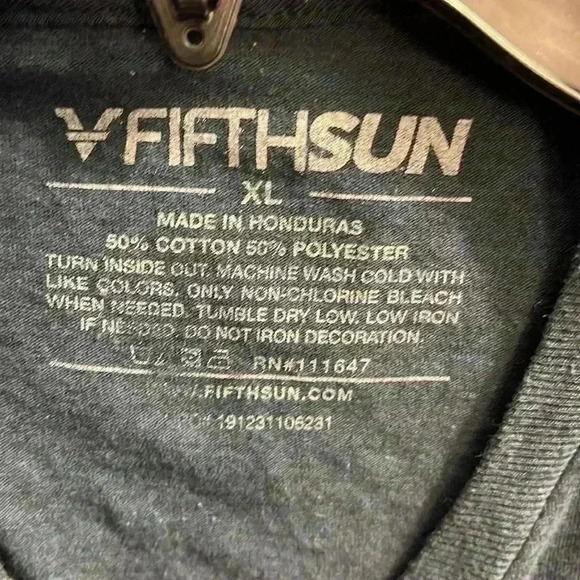 FIFTHSUN
XL
MADE IN HONDURAS
50% COTTON 50% POLYESTER
TURN INSIDE OUT. MACHINE WASH COLD WITH
LIKE COLORS. ONLY NON-CHLORINE BLEACH
WHEN NEEDED. TUMBLE DRY LOW. LOW IRON
IF NEEDED. DO NOT IRON DECORATION.
RN#111647
.FIFTHSUN.COM
191231106231